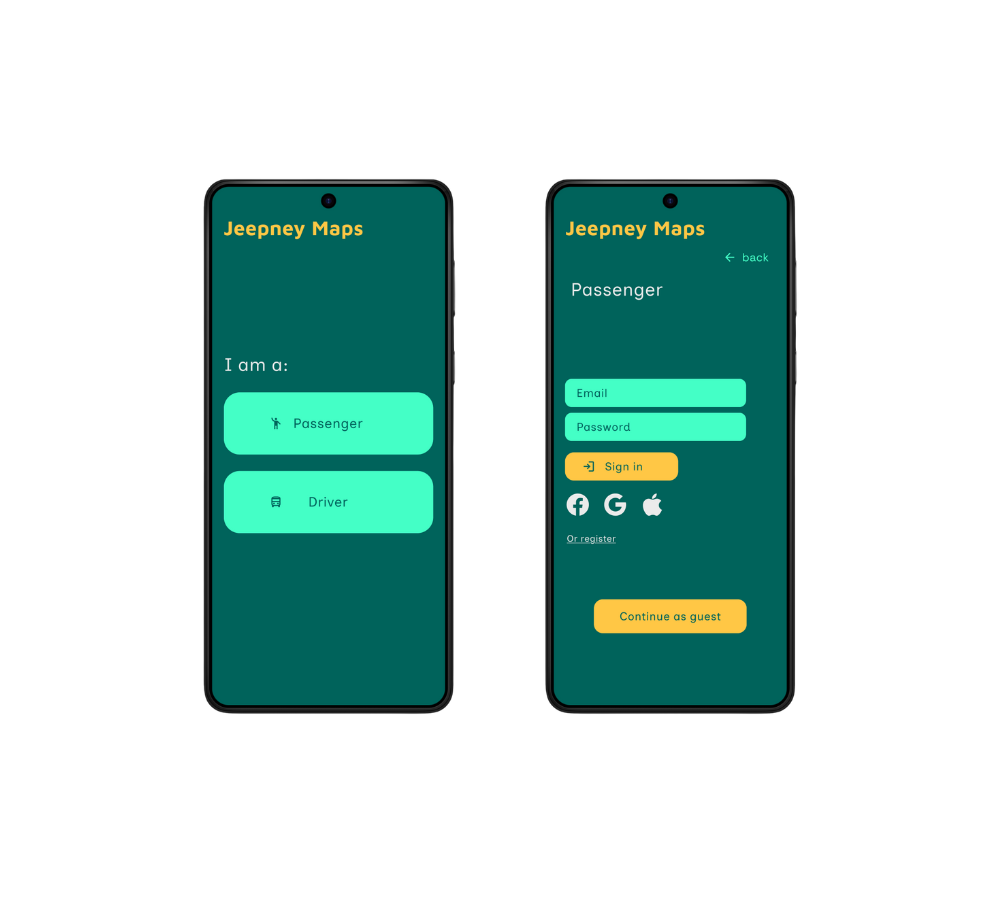 Jeepney Maps
I am a:
Passenger
Driver
Jeepney Maps
back
Passenger
Email
Password
Sign in
Or register
Continue as guest